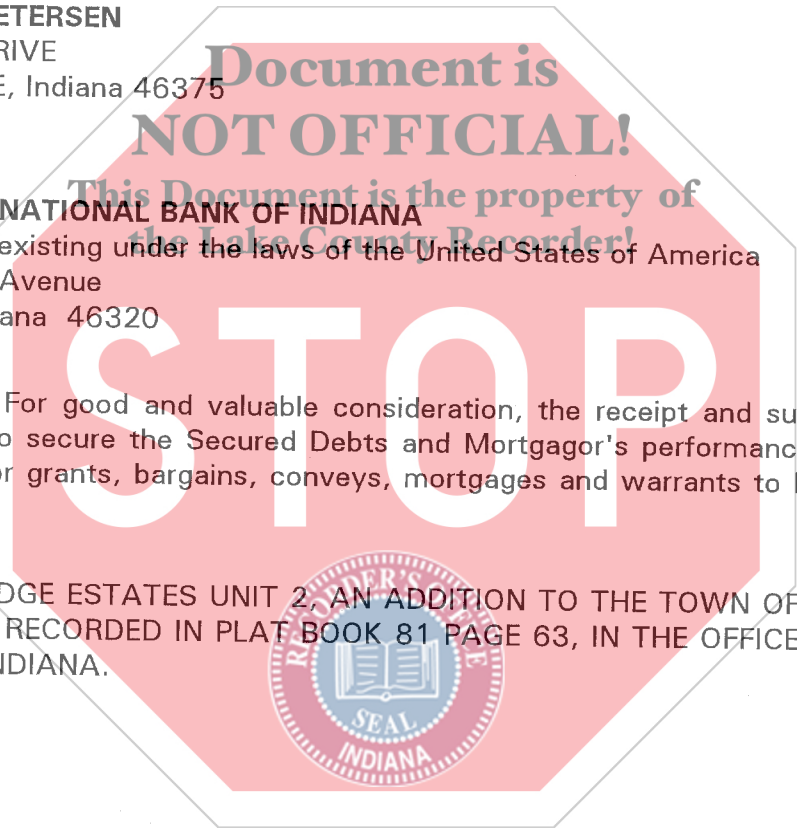 ETERSEN
RIVE
E, Indiana 46375
Document is
NOT OFFICIAL!
This Document is the property of
the Lake County Recorder!
NATIONAL BANK OF INDIANA
existing under the laws of the United States of America
Avenue
ana 46320
STOP
For good and valuable consideration, the receipt and su
o secure the Secured Debts and Mortgagor's performanc
or grants, bargains, conveys, mortgages and warrants to
DGE ESTATES UNIT 2, AN ADDITION TO THE TOWN OF
RECORDED IN PLAT BOOK 81 PAGE 63, IN THE OFFICE
NDIANA.
RECORDER'S OFFICE
SEAL
INDIANA